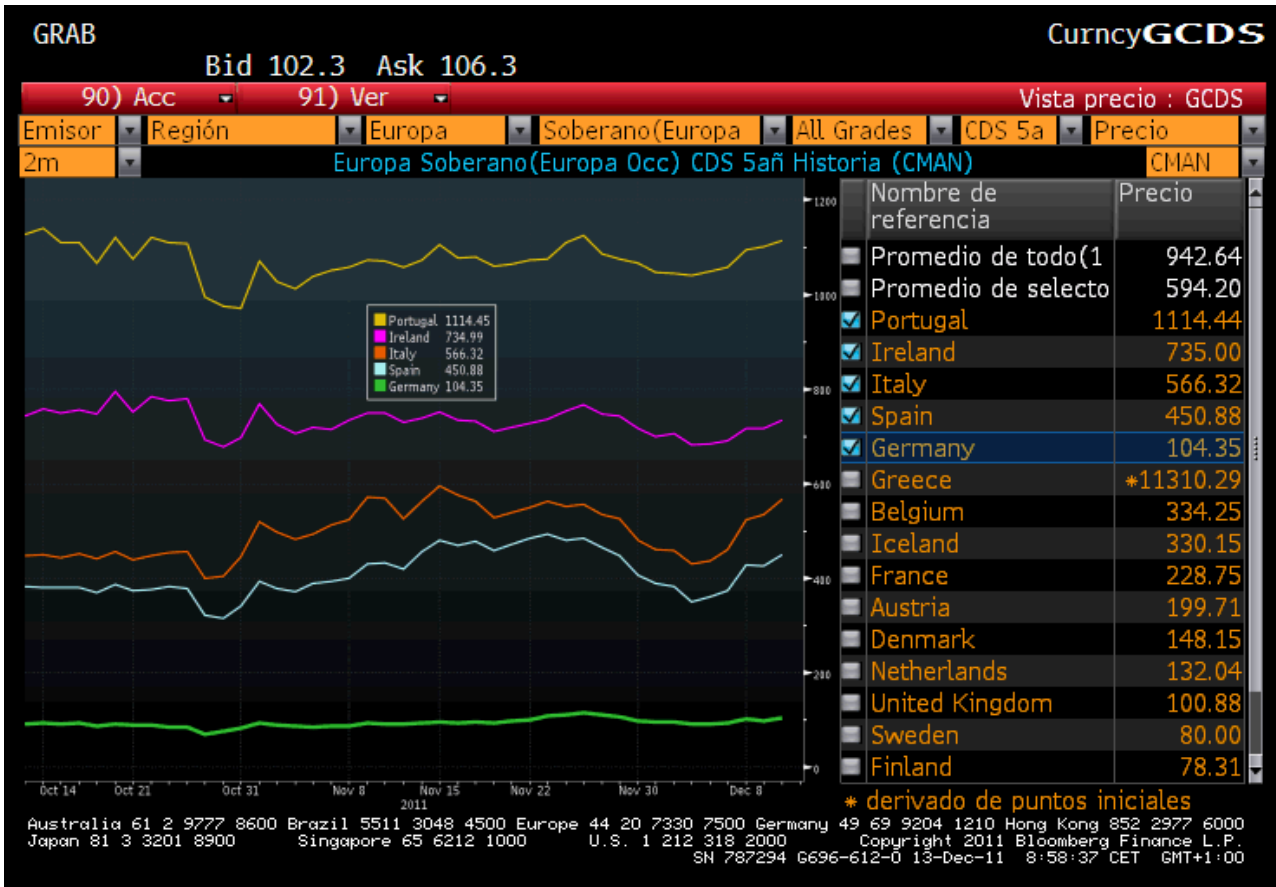 GRAB CurncyGCDS
Bid 102.3 Ask 106.3
90) Acc 91) Ver Vista precio : GCDS
Emisor Región Europa Soberano(Europa All Grades CDS 5a Precio
2m Europa Soberano(Europa Occ) CDS 5añ Historia (CMAN) CMAN
Nombre de referencia Precio
Promedio de todo(1 942.64
Promedio de selecto 594.20
Portugal 1114.44
Ireland 735.00
Italy 566.32
Spain 450.88
Germany 104.35
Greece *11310.29
Belgium 334.25
Iceland 330.15
France 228.75
Austria 199.71
Denmark 148.15
Netherlands 132.04
United Kingdom 100.88
Sweden 80.00
Finland 78.31
* derivado de puntos iniciales
Portugal 1114.45
Ireland 734.99
Italy 566.32
Spain 450.88
Germany 104.35
1200
1000
800
600
400
200
0
Oct 14 Oct 21 Oct 31 Nov 8 Nov 15 Nov 22 Nov 30 Dec 8
2011
Australia 61 2 9777 8600 Brazil 5511 3048 4500 Europe 44 20 7330 7500 Germany 49 69 9204 1210 Hong Kong 852 2977 6000
Japan 81 3 3201 8900 Singapore 65 6212 1000 U.S. 1 212 318 2000 Copyright 2011 Bloomberg Finance L.P.
SN 787294 G696-612-0 13-Dec-11 8:58:37 CET GMT+1:00